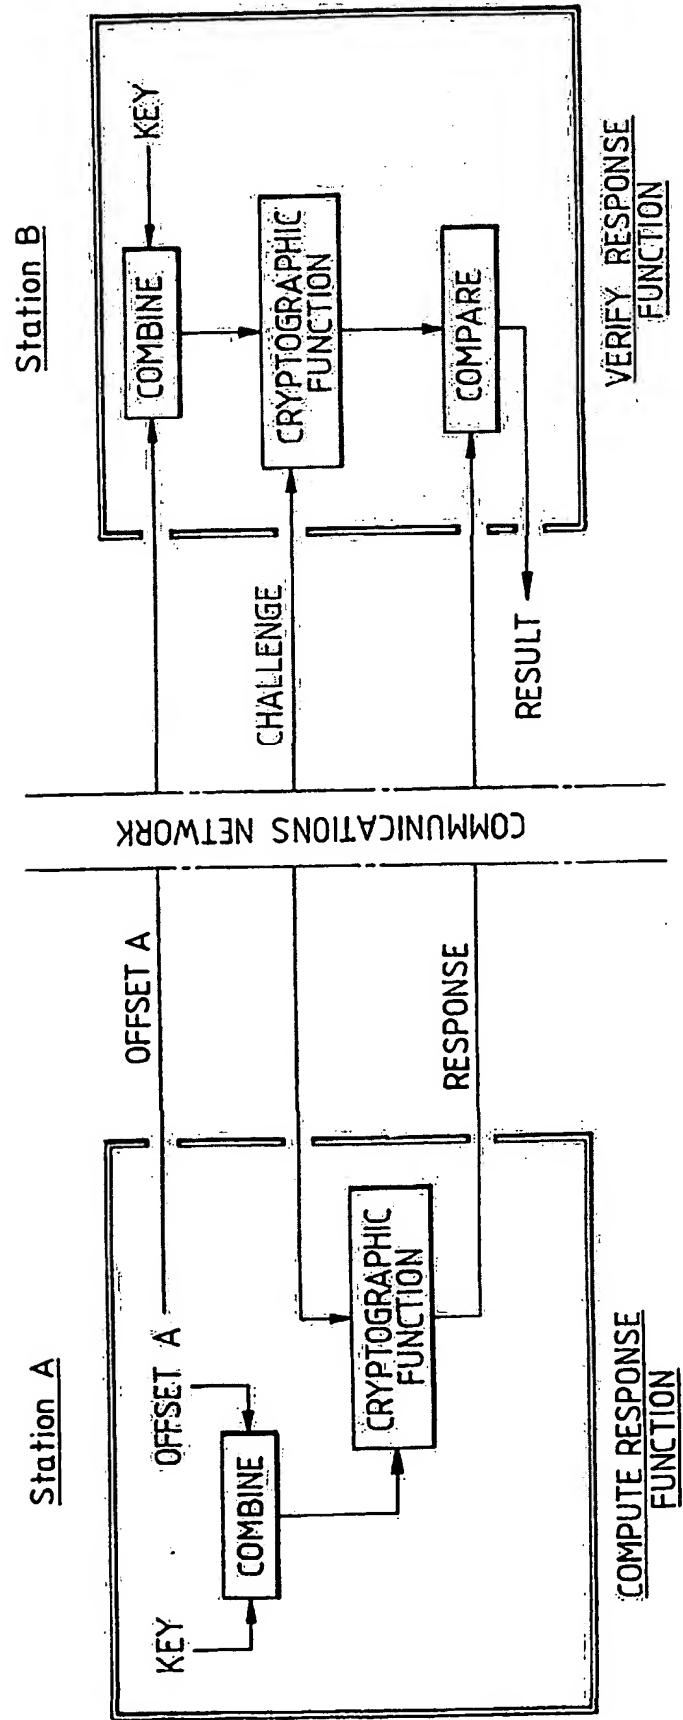 Station A
KEY
OFFSET A
COMBINE
CRYPTOGRAPHIC
FUNCTION
COMPUTE RESPONSE
FUNCTION
OFFSET A
RESPONSE
COMMUNICATIONS NETWORK
Station B
CHALLENGE
RESULT
COMBINE
KEY
CRYPTOGRAPHIC
FUNCTION
COMPARE
VERIFY RESPONSE
FUNCTION